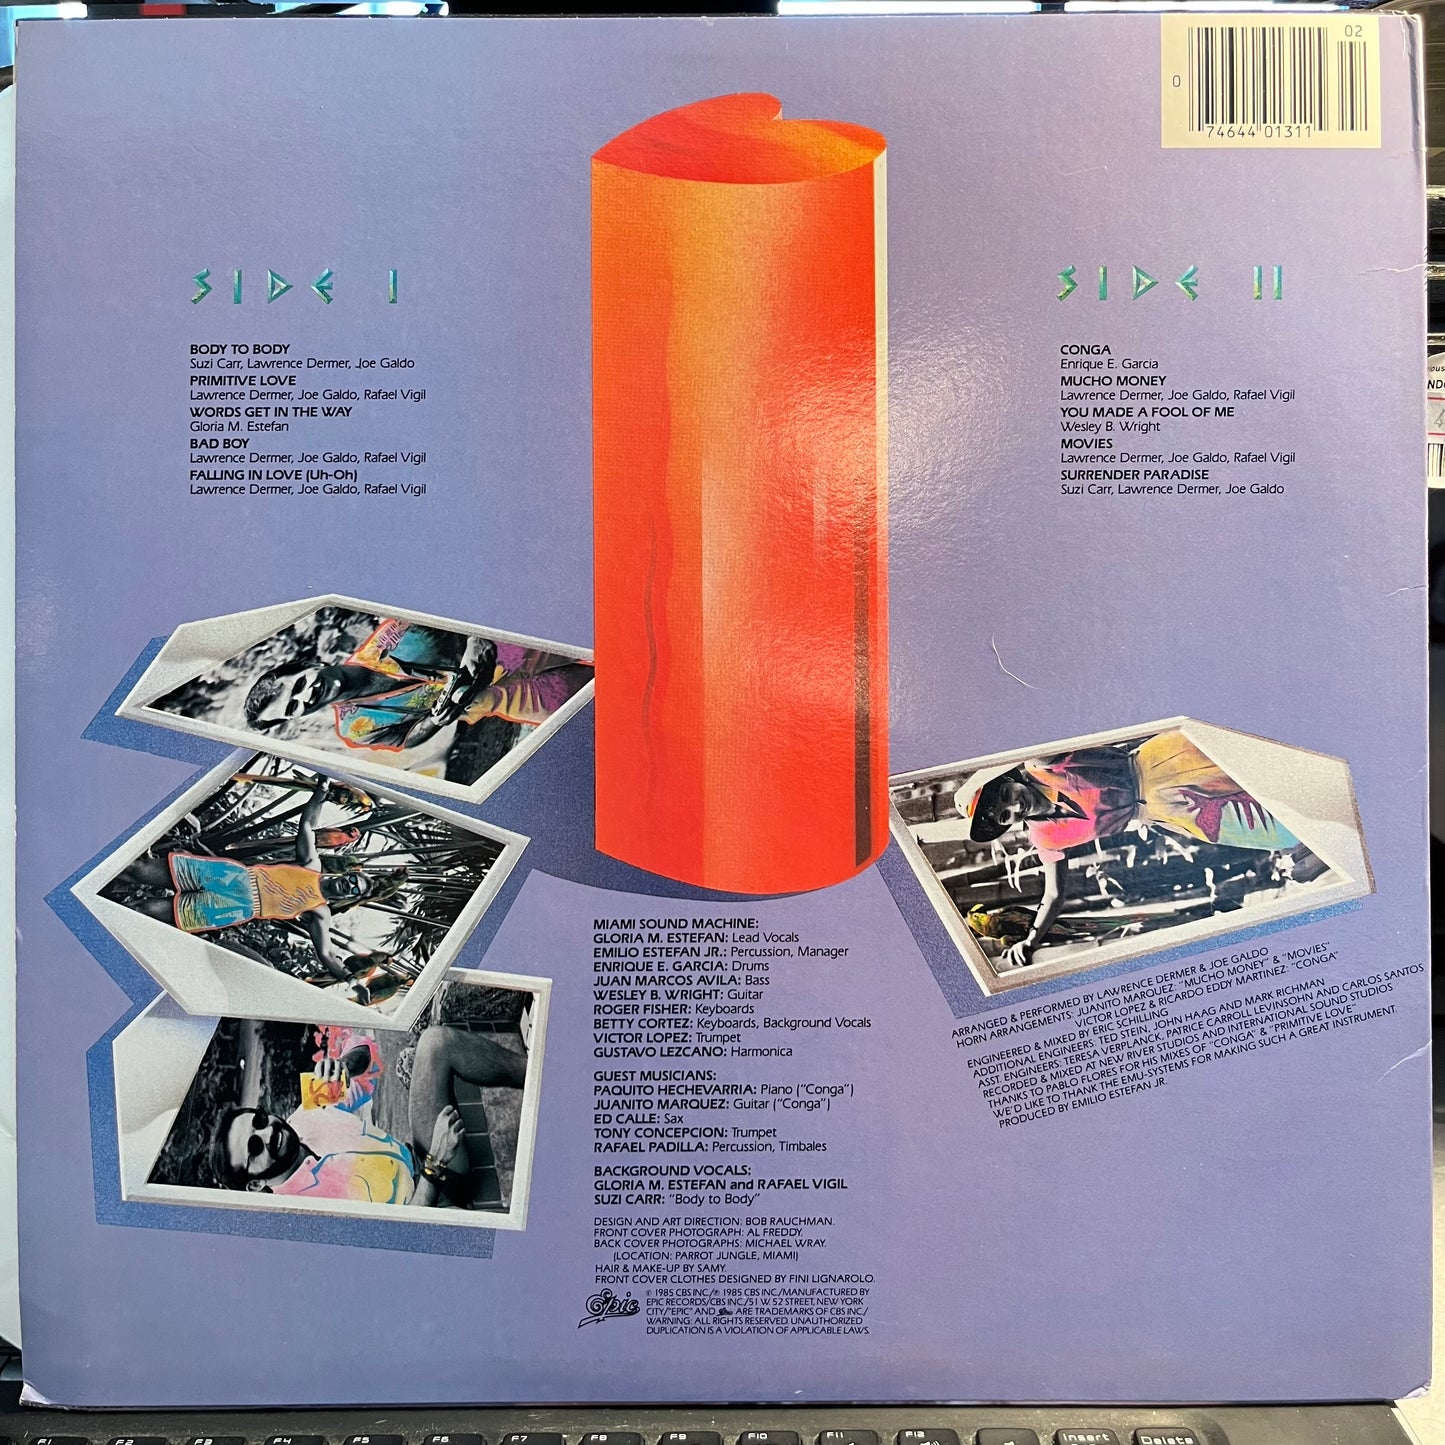 02
0
74644 01311
SIDE I
BODY TO BODY
Suzi Carr, Lawrence Dermer, Joe Galdo
PRIMITIVE LOVE
Lawrence Dermer, Joe Galdo, Rafael Vigil
WORDS GET IN THE WAY
Gloria M. Estefan
BAD BOY
Lawrence Dermer, Joe Galdo, Rafael Vigil
FALLING IN LOVE (Uh-Oh)
Lawrence Dermer, Joe Galdo, Rafael Vigil
SIDE II
CONGA
Enrique E. Garcia
MUCHO MONEY
Lawrence Dermer, Joe Galdo, Rafael Vigil
YOU MADE A FOOL OF ME
Wesley B. Wright
MOVIES
Lawrence Dermer, Joe Galdo, Rafael Vigil
SURRENDER PARADISE
Suzi Carr, Lawrence Dermer, Joe Galdo
MIAMI SOUND MACHINE:
GLORIA M. ESTEFAN: Lead Vocals
EMILIO ESTEFAN JR.: Percussion, Manager
ENRIQUE E. GARCIA: Drums
JUAN MARCOS AVILA: Bass
WESLEY B. WRIGHT: Guitar
ROGER FISHER: Keyboards
BETTY CORTEZ: Keyboards, Background Vocals
VICTOR LOPEZ: Trumpet
GUSTAVO LEZCANO: Harmonica
GUEST MUSICIANS:
PAQUITO HECHEVARRIA: Piano ("Conga")
JUANITO MARQUEZ: Guitar ("Conga")
ED CALLE: Sax
TONY CONCEPCION: Trumpet
RAFAEL PADILLA: Percussion, Timbales
BACKGROUND VOCALS:
GLORIA M. ESTEFAN and RAFAEL VIGIL
SUZI CARR: "Body to Body"
DESIGN AND ART DIRECTION: BOB RAUCHMAN.
FRONT COVER PHOTOGRAPH: AL FREDDY.
BACK COVER PHOTOGRAPHS: MICHAEL WRAY.
(LOCATION: PARROT JUNGLE, MIAMI)
HAIR & MAKE-UP BY SAMY.
FRONT COVER CLOTHES DESIGNED BY FINI LIGNAROLO.
Epic
© 1985 CBS INC./℗ 1985 CBS INC./MANUFACTURED BY
EPIC RECORDS/CBS INC./51 W. 52 STREET, NEW YORK
CITY/"EPIC" AND Epic ARE TRADEMARKS OF CBS INC./
WARNING: ALL RIGHTS RESERVED. UNAUTHORIZED
DUPLICATION IS A VIOLATION OF APPLICABLE LAWS.
ARRANGED & PERFORMED BY LAWRENCE DERMER & JOE GALDO
HORN ARRANGEMENTS: JUANITO MARQUEZ: "MUCHO MONEY" & "MOVIES"
VICTOR LOPEZ & RICARDO EDDY MARTINEZ: "CONGA"
ENGINEERED & MIXED BY ERIC SCHILLING
ADDITIONAL ENGINEERS: TED STEIN, JOHN HAAG AND MARK RICHMAN
ASST. ENGINEERS: TERESA VERPLANCK, PATRICE CARROLL LEVINSOHN AND CARLOS SANTOS
RECORDED & MIXED AT NEW RIVER STUDIOS AND INTERNATIONAL SOUND STUDIOS
THANKS TO PABLO FLORES FOR HIS MIXES OF "CONGA" & "PRIMITIVE LOVE"
WE'D LIKE TO THANK THE EMU-SYSTEMS FOR MAKING SUCH A GREAT INSTRUMENT.
PRODUCED BY EMILIO ESTEFAN JR.
F1 F2 F3 F4 F5 F6 F7 F8 F9 F10 F11 F12 Insert Delete